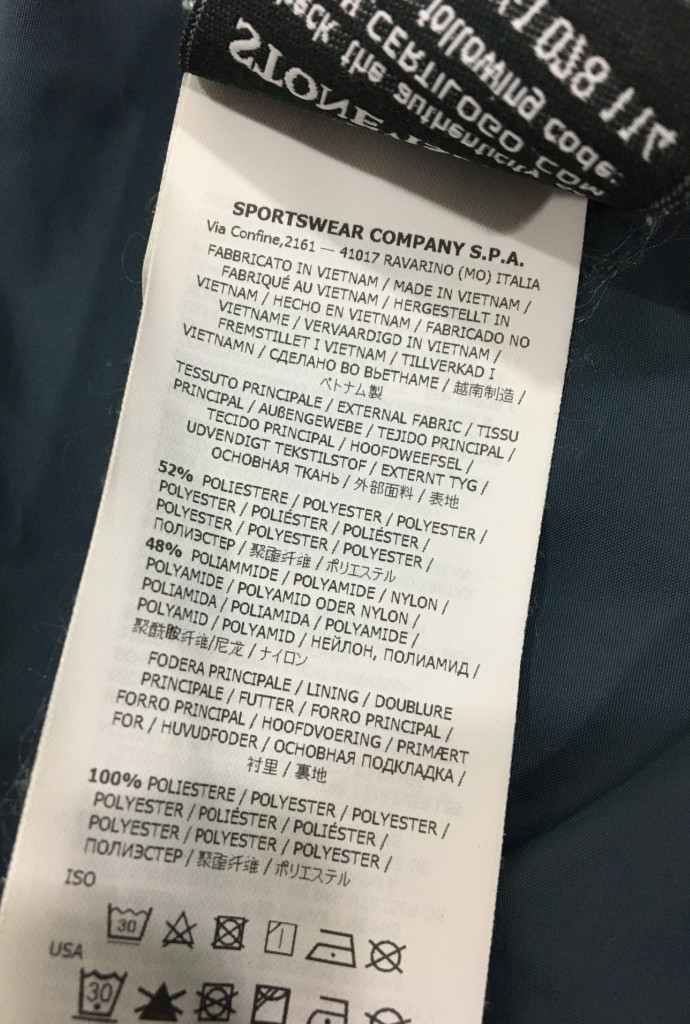 STONE
the authenticity
CERTILOGO.COM
check
following code:
SPORTSWEAR COMPANY S.P.A.
Via Confine,2161 — 41017 RAVARINO (MO) ITALIA
FABBRICATO IN VIETNAM / MADE IN VIETNAM /
FABRIQUÉ AU VIETNAM / HERGESTELLT IN
VIETNAM / HECHO EN VIETNAM / FABRICADO NO
VIETNAME / VERVAARDIGD IN VIETNAM /
FREMSTILLET I VIETNAM / TILLVERKAD I
VIETNAMN / СДЕЛАНО ВО ВЬЕТНАМЕ / 越南制造 /
ベトナム製
TESSUTO PRINCIPALE / EXTERNAL FABRIC / TISSU
PRINCIPAL / AUßENGEWEBE / TEJIDO PRINCIPAL /
TECIDO PRINCIPAL / HOOFDWEEFSEL /
UDVENDIGT TEKSTILSTOF / EXTERNT TYG /
ОСНОВНАЯ ТКАНЬ / 外部面料 / 表地
52% POLIESTERE / POLYESTER / POLYESTER /
POLYESTER / POLIÉSTER / POLIÉSTER /
POLYESTER / POLYESTER / POLYESTER /
ПОЛИЭСТЕР / 聚酯纤维 / ポリエステル
48% POLIAMMIDE / POLYAMIDE / NYLON /
POLYAMIDE / POLYAMID ODER NYLON /
POLIAMIDA / POLIAMIDA / POLYAMIDE /
POLYAMID / POLYAMID / НЕЙЛОН, ПОЛИАМИД /
聚酰胺纤维/尼龙 / ナイロン
FODERA PRINCIPALE / LINING / DOUBLURE
PRINCIPALE / FUTTER / FORRO PRINCIPAL /
FORRO PRINCIPAL / HOOFDVOERING / PRIMÆRT
FOR / HUVUDFODER / ОСНОВНАЯ ПОДКЛАДКА /
衬里 / 裏地
100% POLIESTERE / POLYESTER / POLYESTER /
POLYESTER / POLIÉSTER / POLIÉSTER /
POLYESTER / POLYESTER / POLYESTER /
ПОЛИЭСТЕР / 聚酯纤维 / ポリエステル
ISO
30
USA
30